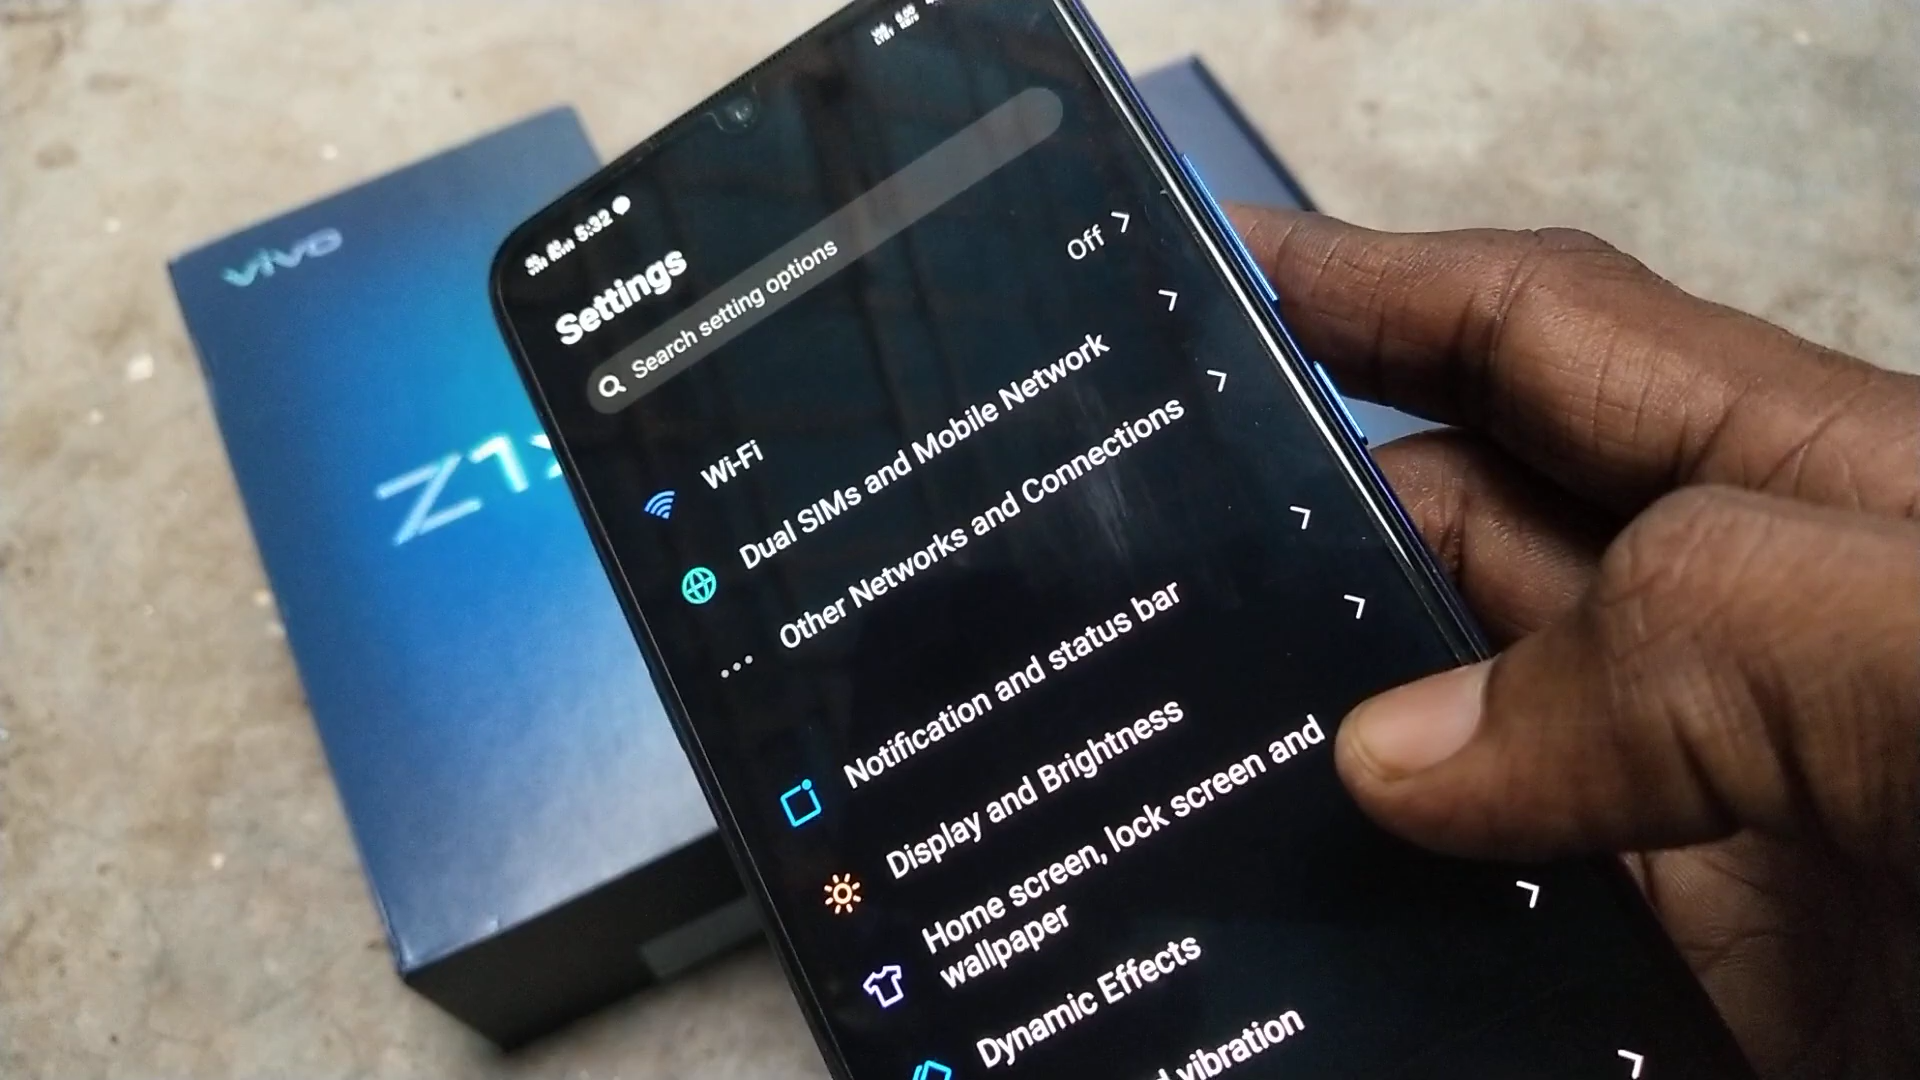 vivo
Z1x
5:32
Settings
Search setting options
Wi-Fi
Off
Dual SIMs and Mobile Network
Other Networks and Connections
Notification and status bar
Display and Brightness
Home screen, lock screen and
wallpaper
Dynamic Effects
vibration